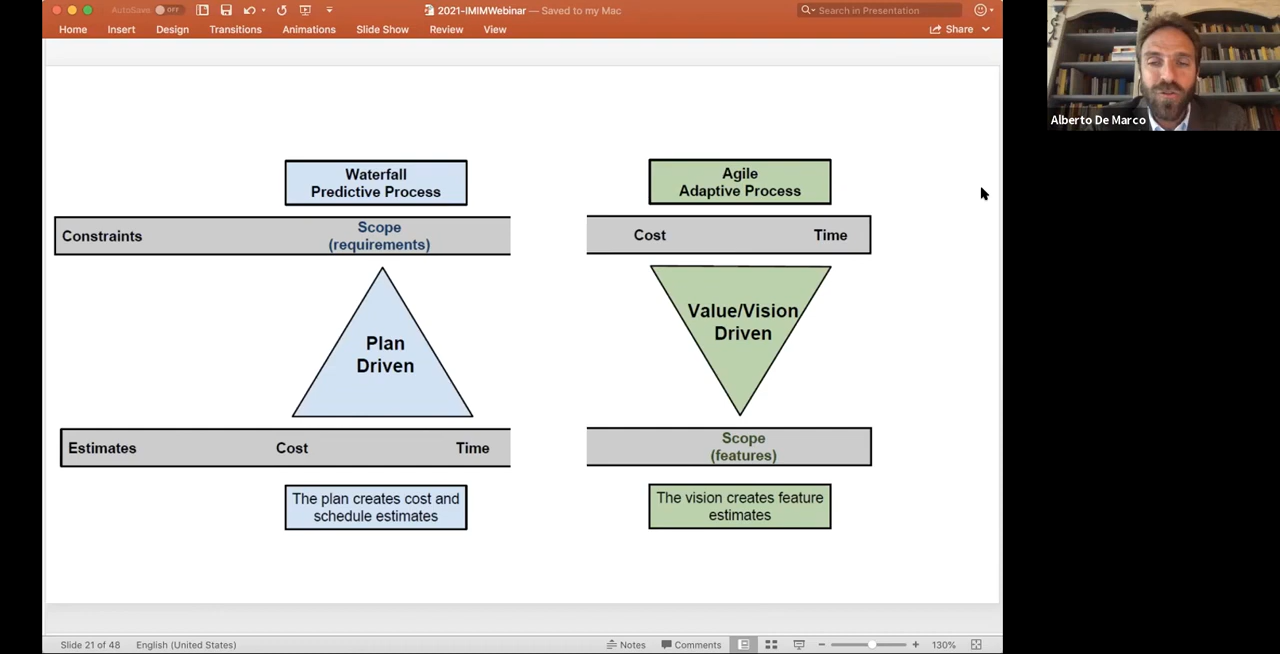 AutoSave OFF
2021-IMIMWebinar — Saved to my Mac
Search in Presentation
Home Insert Design Transitions Animations Slide Show Review View
Share
Waterfall
Predictive Process
Agile
Adaptive Process
Constraints
Scope
(requirements)
Cost Time
Plan
Driven
Value/Vision
Driven
Estimates Cost Time
Scope
(features)
The plan creates cost and
schedule estimates
The vision creates feature
estimates
Alberto De Marco
Slide 21 of 48 English (United States)
Notes Comments 130%